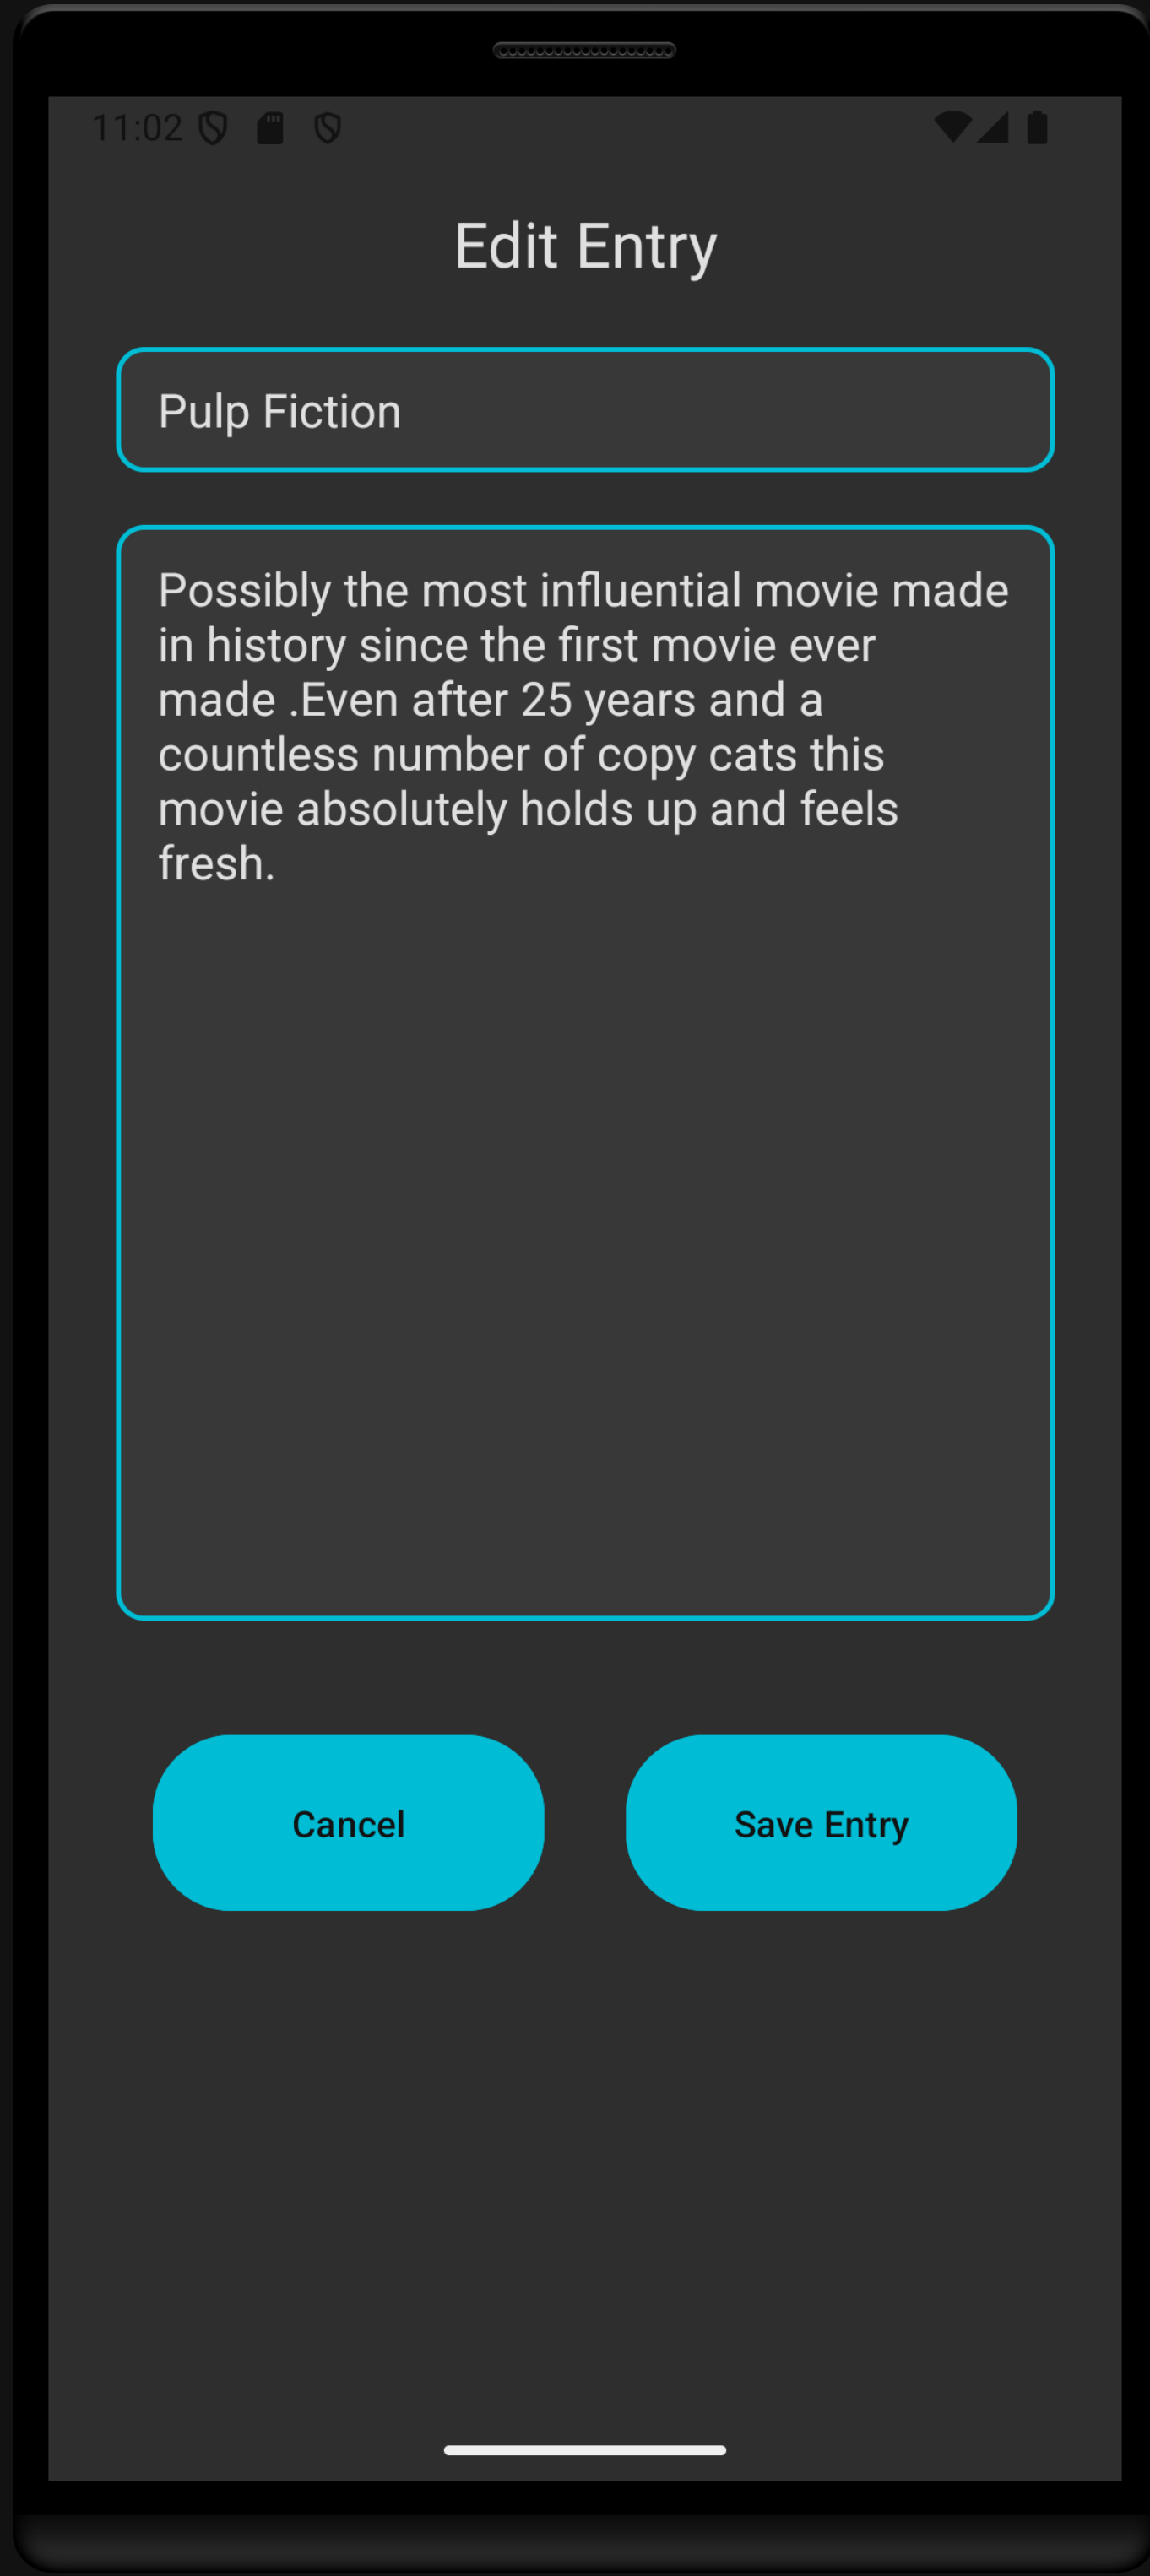 11:02
Edit Entry
Pulp Fiction
Possibly the most influential movie made
in history since the first movie ever
made .Even after 25 years and a
countless number of copy cats this
movie absolutely holds up and feels
fresh.
Cancel
Save Entry